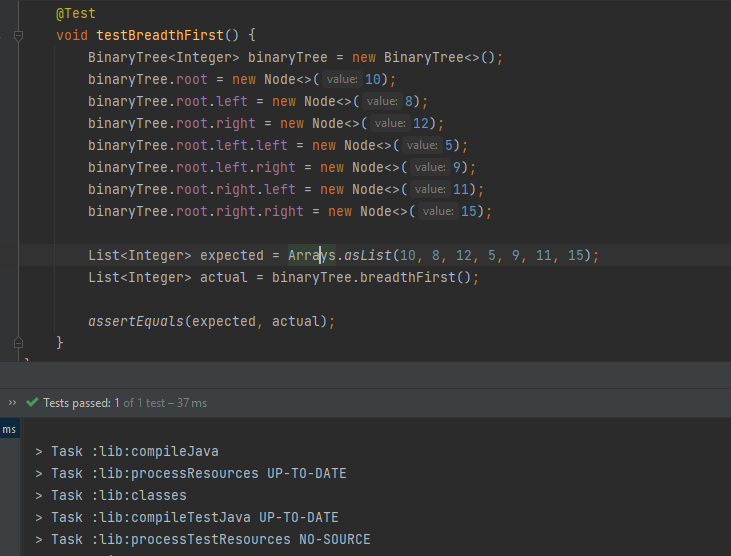 @Test
void testBreadthFirst() {
BinaryTree<Integer> binaryTree = new BinaryTree<>();
binaryTree.root = new Node<>( value: 10);
binaryTree.root.left = new Node<>( value: 8);
binaryTree.root.right = new Node<>( value: 12);
binaryTree.root.left.left = new Node<>( value: 5);
binaryTree.root.left.right = new Node<>( value: 9);
binaryTree.root.right.left = new Node<>( value: 11);
binaryTree.root.right.right = new Node<>( value: 15);
List<Integer> expected = Arrays.asList(10, 8, 12, 5, 9, 11, 15);
List<Integer> actual = binaryTree.breadthFirst();
assertEquals(expected, actual);
}
>> Tests passed: 1 of 1 test – 37 ms
ms
> Task :lib:compileJava
> Task :lib:processResources UP-TO-DATE
> Task :lib:classes
> Task :lib:compileTestJava UP-TO-DATE
> Task :lib:processTestResources NO-SOURCE